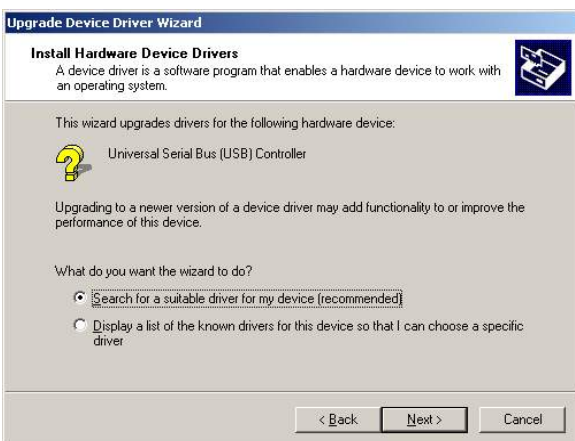 Upgrade Device Driver Wizard
Install Hardware Device Drivers
A device driver is a software program that enables a hardware device to work with
an operating system.
This wizard upgrades drivers for the following hardware device:
Universal Serial Bus (USB) Controller
Upgrading to a newer version of a device driver may add functionality to or improve the
performance of this device.
What do you want the wizard to do?
Search for a suitable driver for my device (recommended)
Display a list of the known drivers for this device so that I can choose a specific
driver
< Back
Next >
Cancel